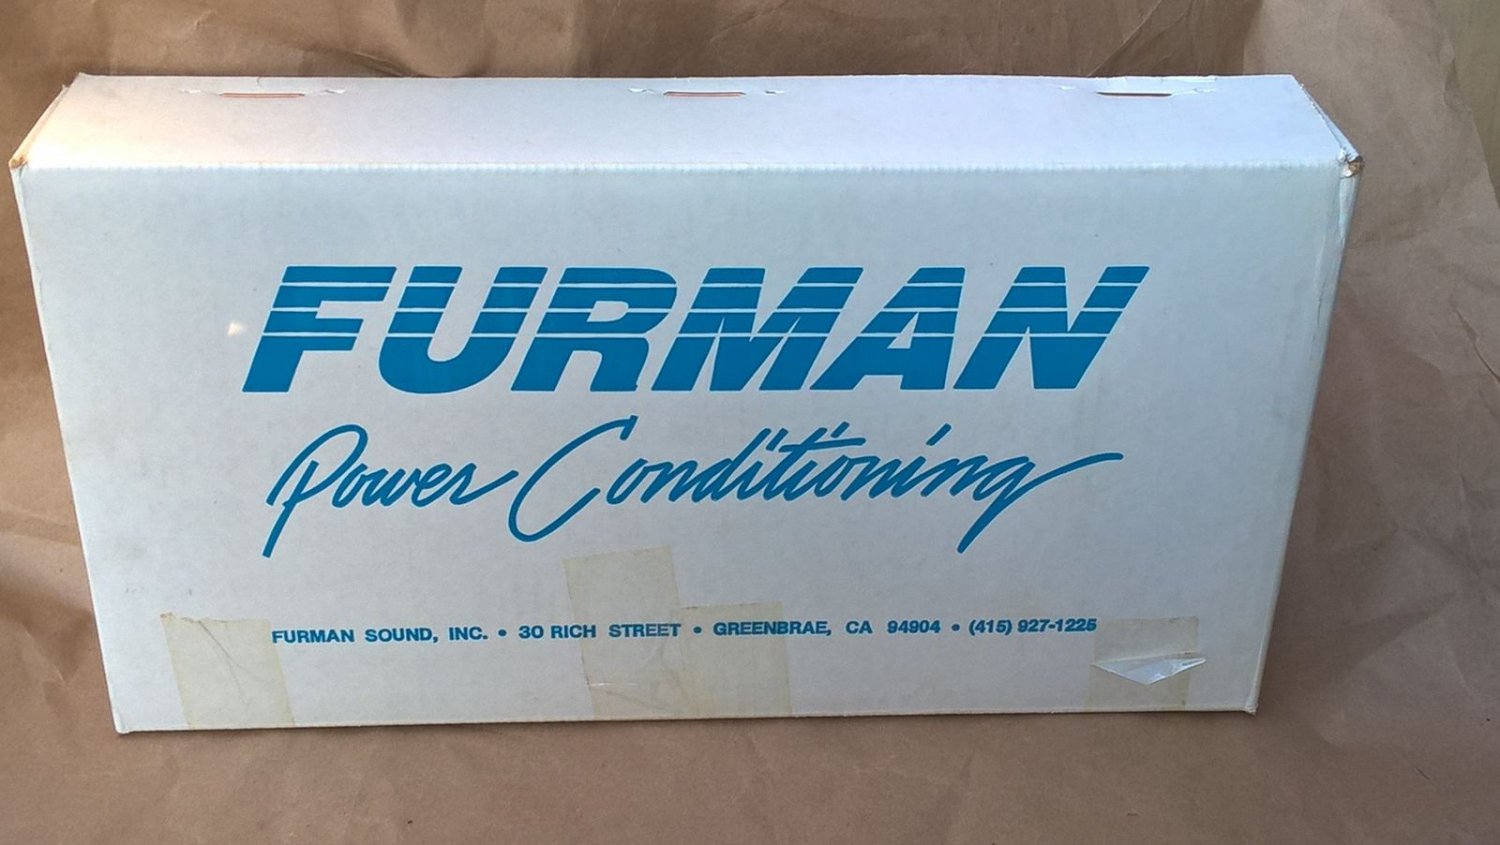 FURMAN
Power Conditioning
FURMAN SOUND, INC. • 30 RICH STREET • GREENBRAE, CA 94904 • (415) 927-1225